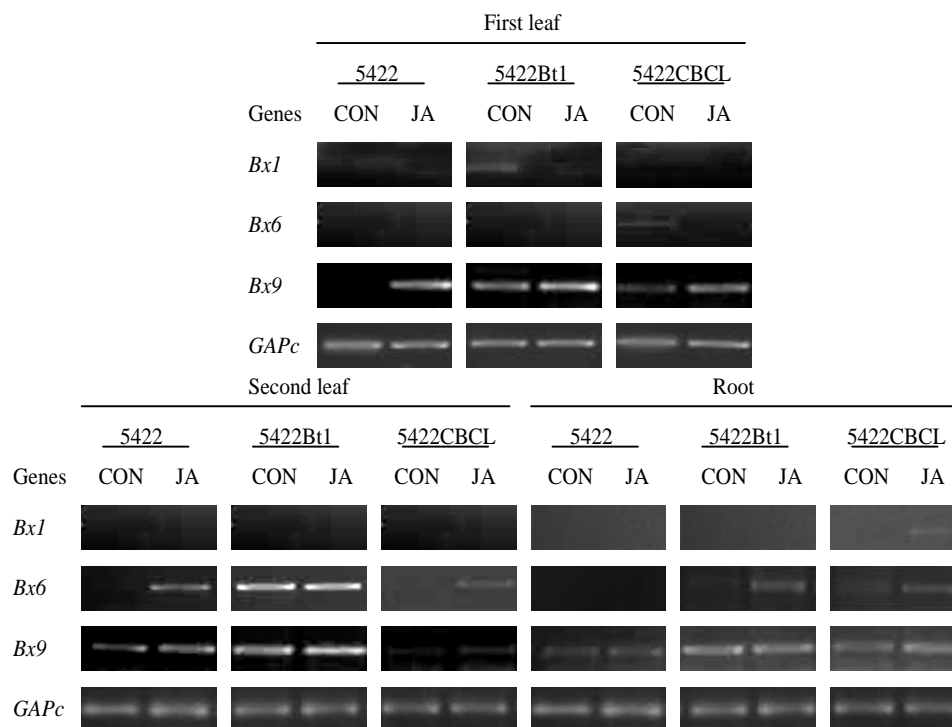 First leaf
5422 5422Bt1 5422CBCL
Genes CON JA CON JA CON JA
Bx1
Bx6
Bx9
GAPc
Second leaf Root
5422 5422Bt1 5422CBCL 5422 5422Bt1 5422CBCL
Genes CON JA CON JA CON JA CON JA CON JA CON JA
Bx1
Bx6
Bx9
GAPc